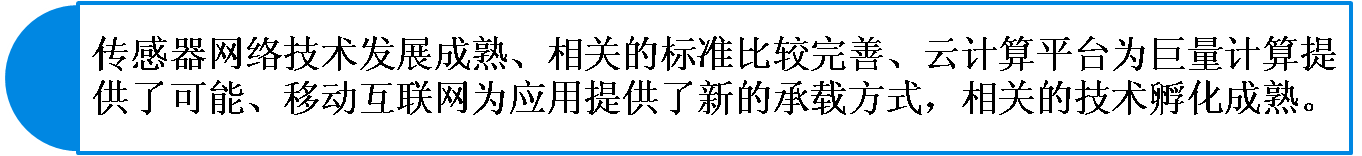 传感器网络技术发展成熟、相关的标准比较完善、云计算平台为巨量计算提
供了可能、移动互联网为应用提供了新的承载方式，相关的技术孵化成熟。